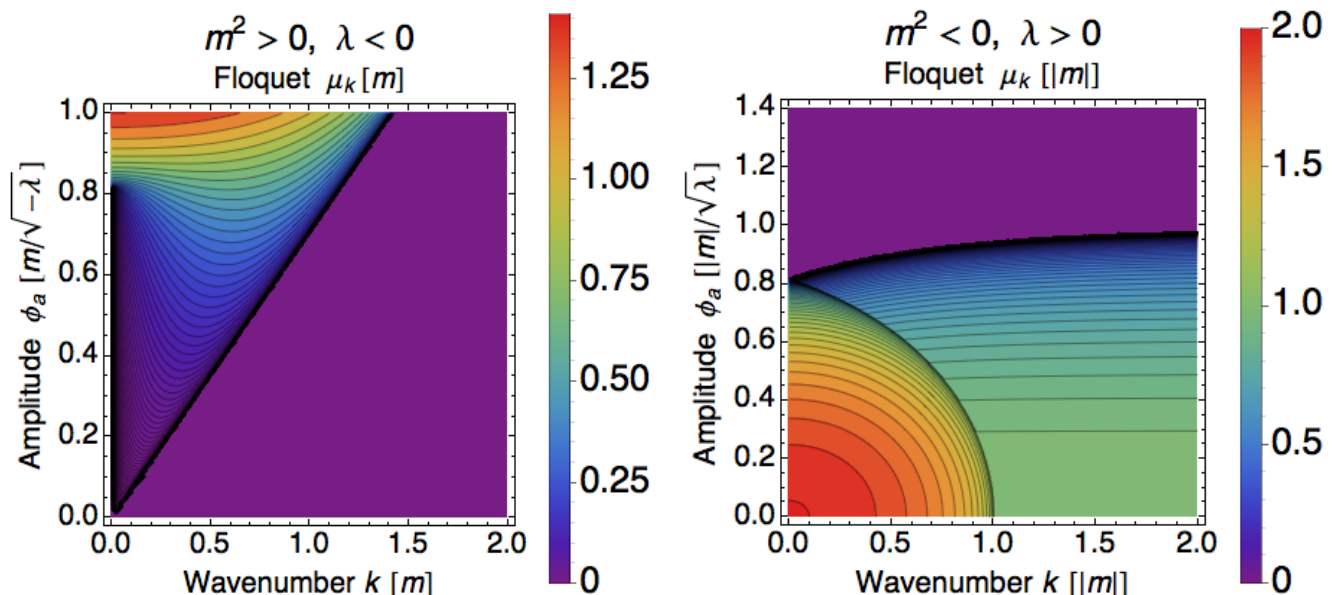 m² > 0, λ < 0
Floquet μₖ [m]
Amplitude ϕₐ [m/√-λ]
1.0
0.8
0.6
0.4
0.2
0.0
0.0 0.5 1.0 1.5 2.0
Wavenumber k [m]
1.25
1.00
0.75
0.50
0.25
0
m² < 0, λ > 0
Floquet μₖ [|m|]
Amplitude ϕₐ [|m|/√λ]
1.4
1.2
1.0
0.8
0.6
0.4
0.2
0.0
0.0 0.5 1.0 1.5 2.0
Wavenumber k [|m|]
2.0
1.5
1.0
0.5
0